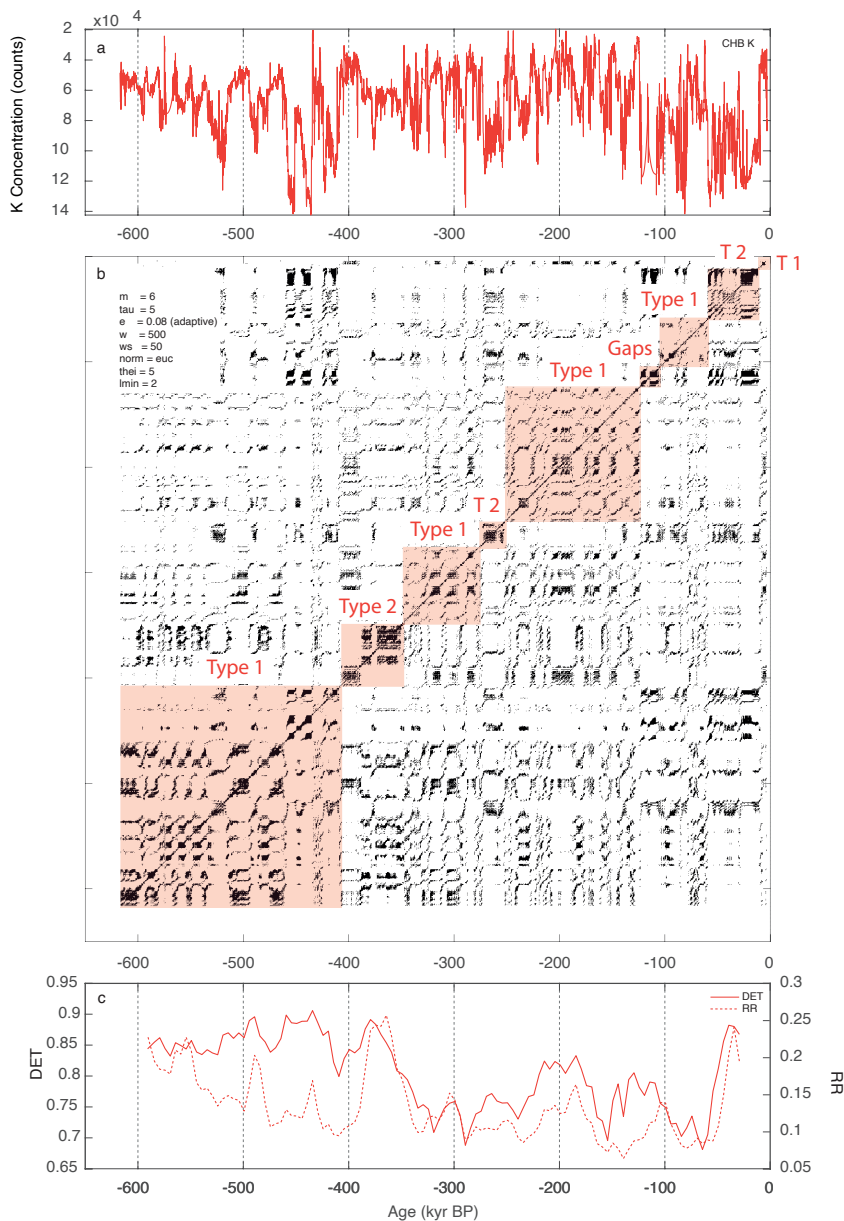 x10 4
2
4
6
8
10
12
14
K Concentration (counts)
a
CHB K
-600 -500 -400 -300 -200 -100 0
b
m = 6
tau = 5
e = 0.08 (adaptive)
w = 500
ws = 50
norm = euc
thei = 5
lmin = 2
T 2
T 1
Type 1
Gaps
Type 1
T 2
Type 1
Type 2
Type 1
-600 -500 -400 -300 -200 -100 0
c
DET
RR
0.95
0.9
0.85
0.8
0.75
0.7
0.65
DET
0.3
0.25
0.2
0.15
0.1
0.05
RR
-600 -500 -400 -300 -200 -100 0
Age (kyr BP)